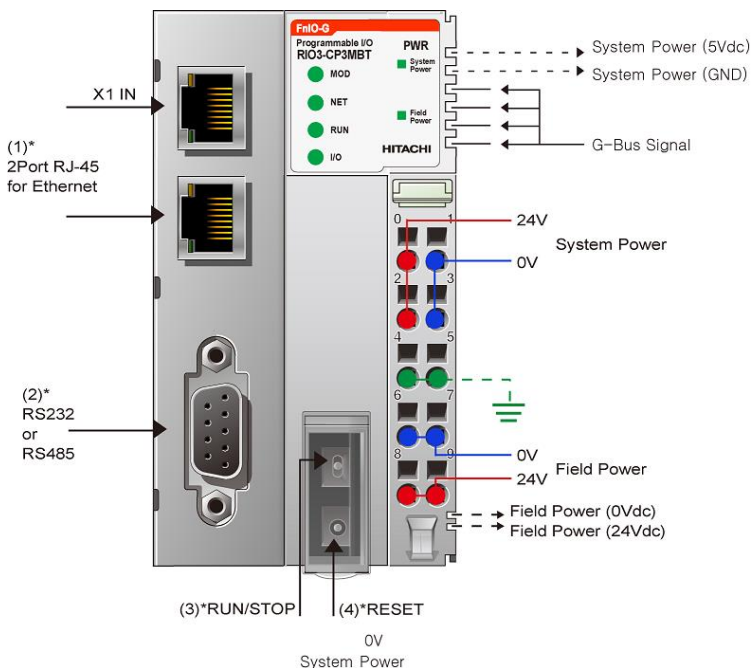 FnIO-G
Programmable I/O
RIO3-CP3MBT
PWR
System
Power
MOD
NET
Field
Power
RUN
I/O
HITACHI
System Power (5Vdc)
System Power (GND)
G-Bus Signal
X1 IN
(1)*
2Port RJ-45
for Ethernet
0 1
24V
System Power
0V
2 3
4 5
6 7
(2)*
RS232
or
RS485
8 9
0V
Field Power
24V
Field Power (0Vdc)
Field Power (24Vdc)
(3)*RUN/STOP
(4)*RESET
0V
System Power